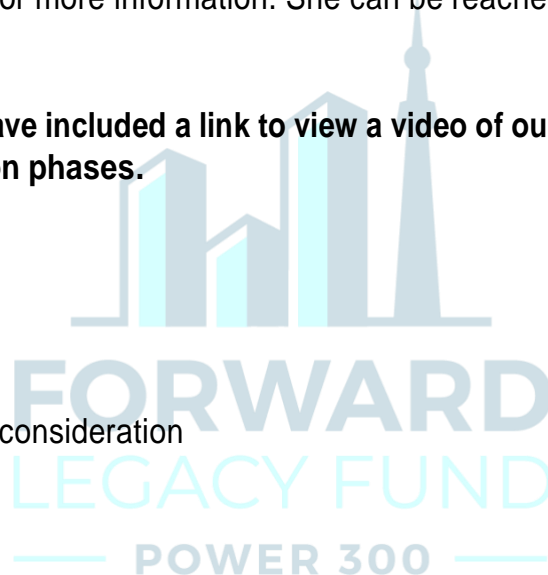 or more information. She can be reache
ave included a link to view a video of ou
on phases.
FORWARD
consideration
LEGACY FUND
POWER 300